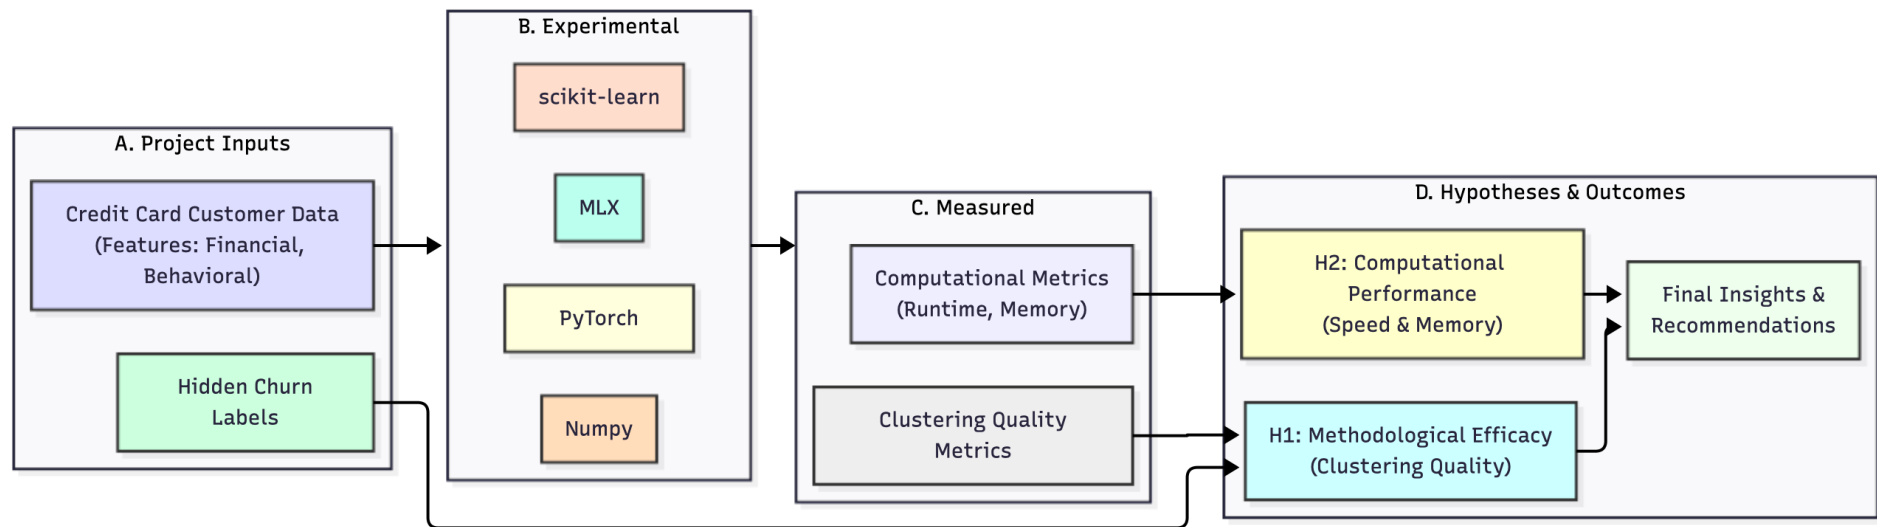 A. Project Inputs
Credit Card Customer Data
(Features: Financial,
Behavioral)
Hidden Churn
Labels
B. Experimental
scikit-learn
MLX
PyTorch
Numpy
C. Measured
Computational Metrics
(Runtime, Memory)
Clustering Quality
Metrics
D. Hypotheses & Outcomes
H2: Computational
Performance
(Speed & Memory)
H1: Methodological Efficacy
(Clustering Quality)
Final Insights &
Recommendations